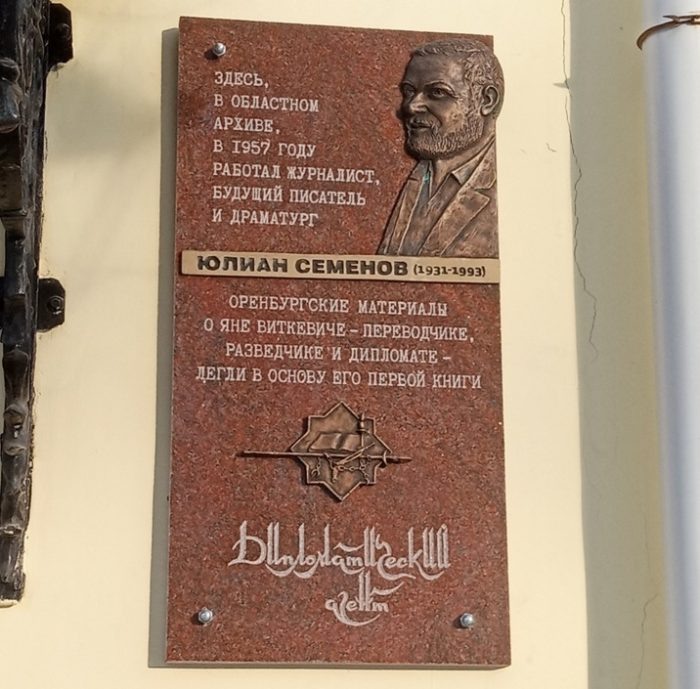 ЗДЕСЬ,
В ОБЛАСТНОМ
АРХИВЕ,
В 1957 ГОДУ
РАБОТАЛ ЖУРНАЛИСТ,
БУДУЩИЙ ПИСАТЕЛЬ
И ДРАМАТУРГ
ЮЛИАН СЕМЕНОВ (1931-1993)
ОРЕНБУРГСКИЕ МАТЕРИАЛЫ
О ЯНЕ ВИТКЕВИЧЕ – ПЕРЕВОДЧИКЕ,
РАЗВЕДЧИКЕ И ДИПЛОМАТЕ –
ЛЕГЛИ В ОСНОВУ ЕГО ПЕРВОЙ КНИГИ
Дипломатический
агент